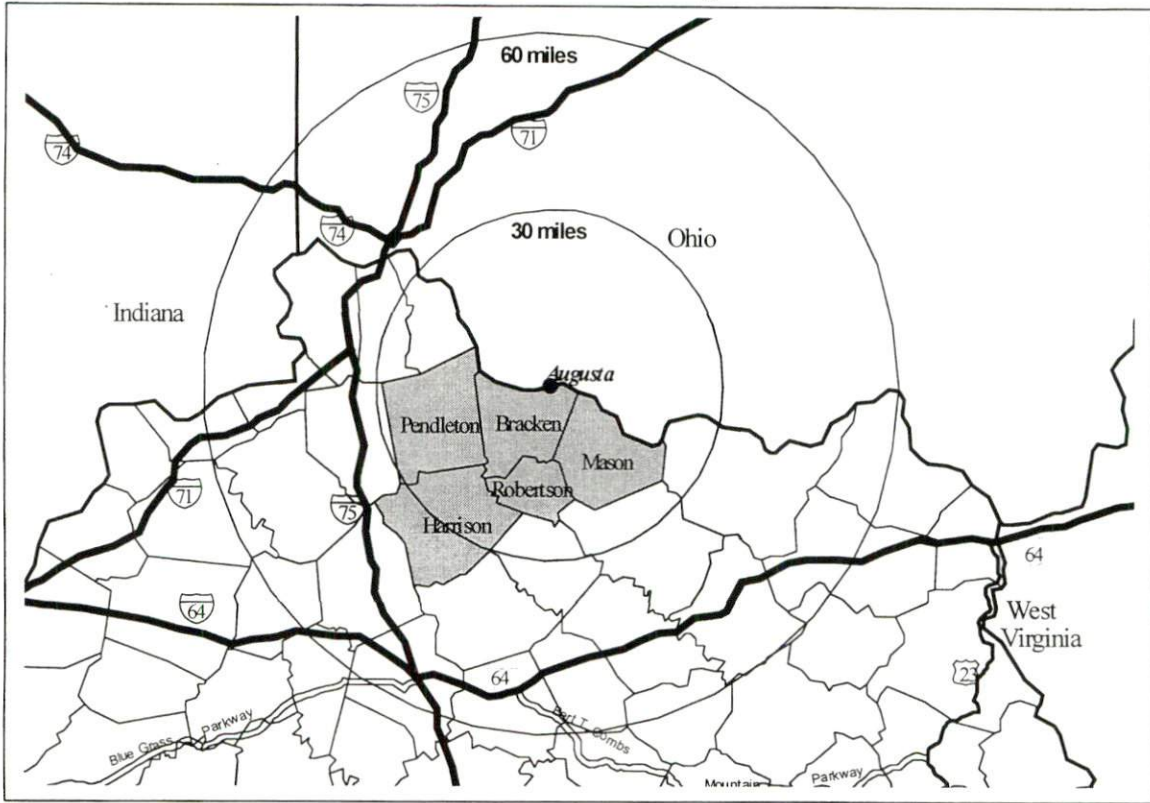 60 miles
75
71
74
74
30 miles
Ohio
Indiana
Augusta
Pendleton
Bracken
Mason
Robertson
Harrison
71
75
64
64
64
West
Virginia
23
Blue Grass Parkway
Bert T. Combs
Mountain
Parkway